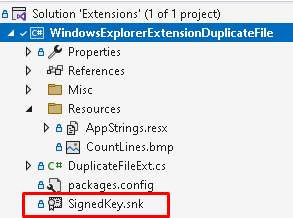 Solution 'Extensions' (1 of 1 project)
C# WindowsExplorerExtensionDuplicateFile
Properties
References
Misc
Resources
AppStrings.resx
CountLines.bmp
C# DuplicateFileExt.cs
packages.config
SignedKey.snk